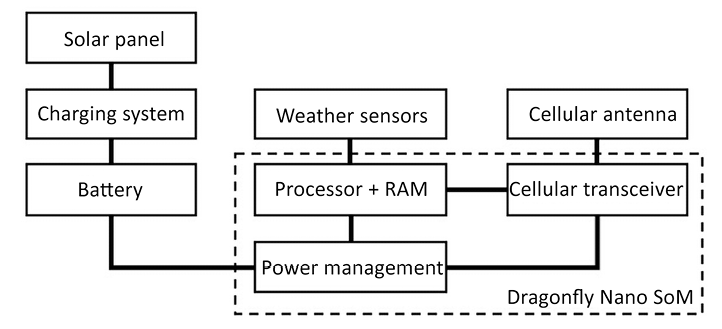 Solar panel
Charging system
Weather sensors
Cellular antenna
Battery
Processor + RAM
Cellular transceiver
Power management
Dragonfly Nano SoM